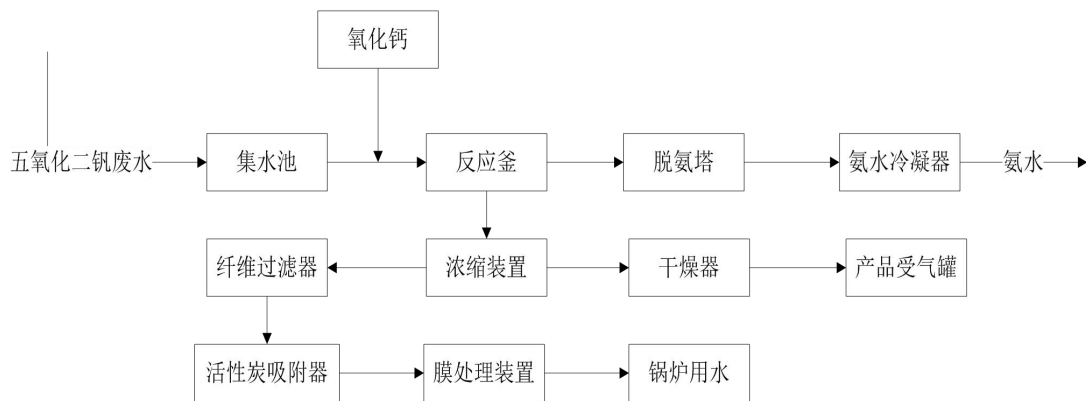 氧化钙
五氧化二钒废水
集水池
反应釜
脱氨塔
氨水冷凝器
氨水
纤维过滤器
浓缩装置
干燥器
产品受气罐
活性炭吸附器
膜处理装置
锅炉用水